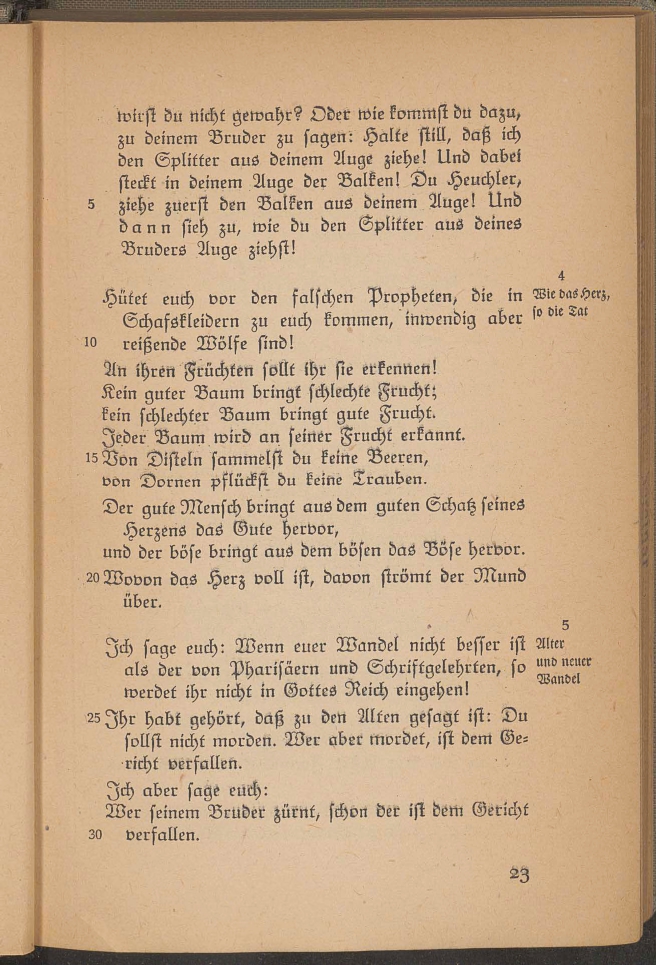 wirst du nicht gewahr? Oder wie kommst du dazu,
zu deinem Bruder zu sagen: Halte still, daß ich
den Splitter aus deinem Auge ziehe! Und dabei
steckt in deinem Auge der Balken! Du Heuchler,
5 ziehe zuerst den Balken aus deinem Auge! Und
dann sieh zu, wie du den Splitter aus deines
Bruders Auge ziehst!
4
Hütet euch vor den falschen Propheten, die in Wie das Herz,
Schafskleidern zu euch kommen, inwendig aber so die Tat
10 reißende Wölfe sind!
An ihren Früchten sollt ihr sie erkennen!
Kein guter Baum bringt schlechte Frucht;
kein schlechter Baum bringt gute Frucht.
Jeder Baum wird an seiner Frucht erkannt.
15 Von Disteln sammelst du keine Beeren,
von Dornen pflückst du keine Trauben.
Der gute Mensch bringt aus dem guten Schatz seines
Herzens das Gute hervor,
und der böse bringt aus dem bösen das Böse hervor.
20 Wovon das Herz voll ist, davon strömt der Mund
über.
5
Ich sage euch: Wenn euer Wandel nicht besser ist Alter
als der von Pharisäern und Schriftgelehrten, so und neuer
werdet ihr nicht in Gottes Reich eingehen! Wandel
25 Ihr habt gehört, daß zu den Alten gesagt ist: Du
sollst nicht morden. Wer aber mordet, ist dem Ge-
richt verfallen.
Ich aber sage euch:
Wer seinem Bruder zürnt, schon der ist dem Gericht
30 verfallen.
23